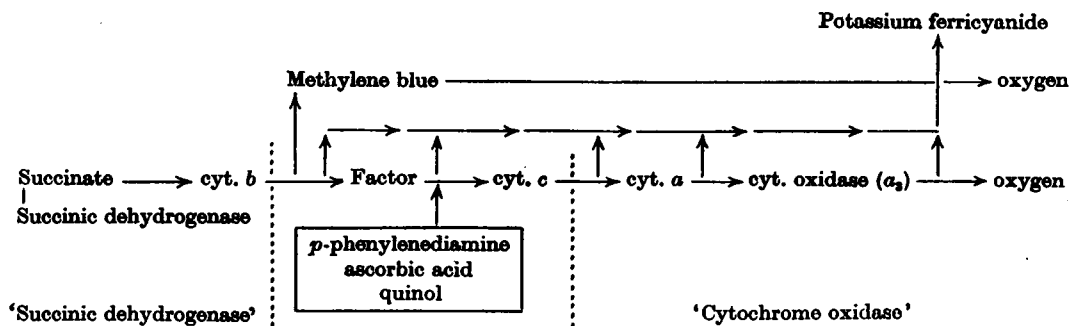 Potassium ferricyanide
Methylene blue oxygen
Succinate cyt. b Factor cyt. c cyt. a cyt. oxidase (a₃) oxygen
Succinic dehydrogenase
p-phenylenediamine
ascorbic acid
quinol
'Succinic dehydrogenase' 'Cytochrome oxidase'